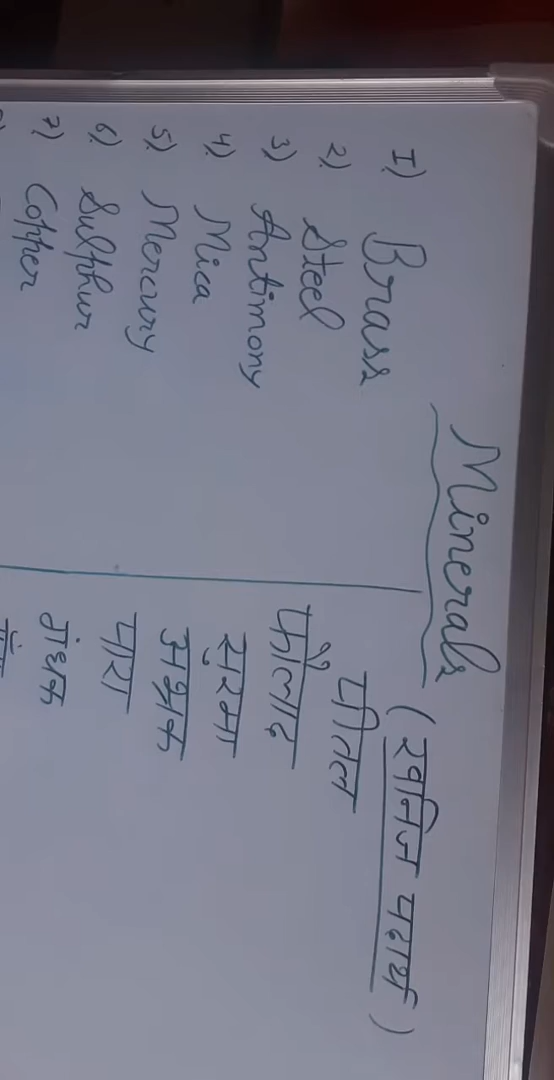 Minerals (खनिज पदार्थ)
1) Brass पीतल
2) Steel फौलाद
3) Antimony सुरमा
4) Mica अभ्रक
5) Mercury पारा
6) Sulphur गंधक
7) Copper